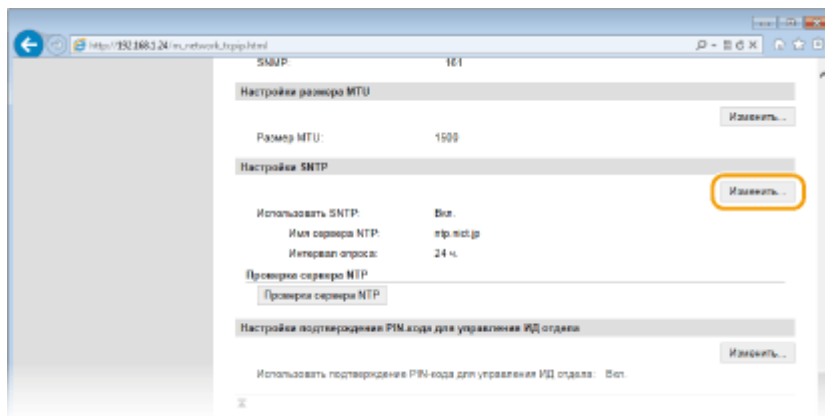 http://192.168.1.24/m_network_tcpip.html
SNMP: 161
Настройки размера MTU
Изменить...
Размер MTU: 1500
Настройки SNTP
Изменить...
Использовать SNTP: Вкл.
Имя сервера NTP: ntp.nict.jp
Интервал опроса: 24 ч.
Проверка сервера NTP
Проверка сервера NTP
Настройки подтверждения PIN-кода для управления ИД отдела
Изменить...
Использовать подтверждение PIN-кода для управления ИД отдела: Вкл.